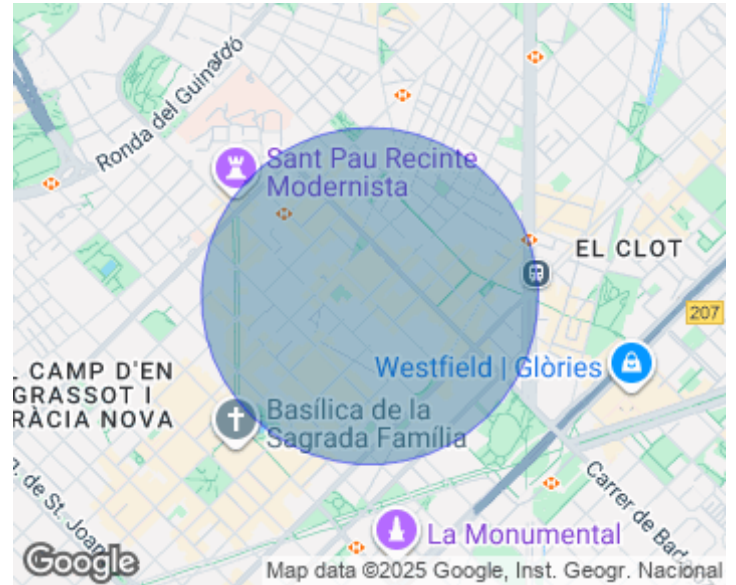 Ronda del Guinaldó
Sant Pau Recinte
Modernista
EL CLOT
207
Westfield | Glòries
L CAMP D'EN
GRASSOT I
RÀCIA NOVA
Basílica de la
Sagrada Família
Carrer de Bad
. de St. Joan
La Monumental
Google
Map data ©2025 Google, Inst. Geogr. Nacional